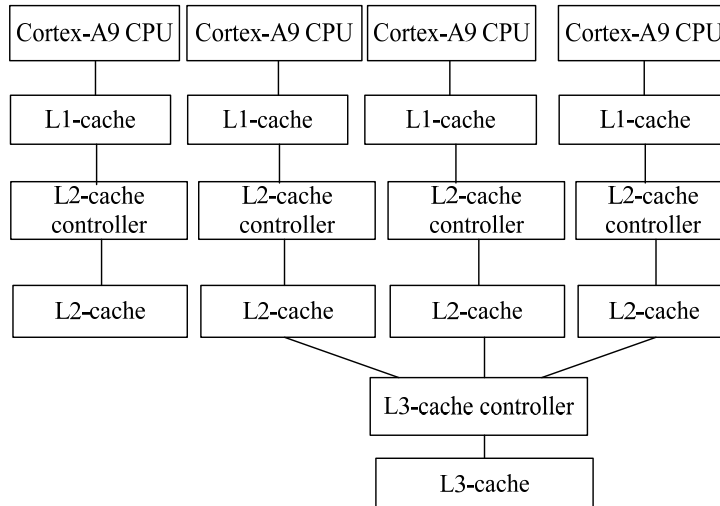 Cortex-A9 CPU
Cortex-A9 CPU
Cortex-A9 CPU
Cortex-A9 CPU
L1-cache
L1-cache
L1-cache
L1-cache
L2-cache
controller
L2-cache
controller
L2-cache
controller
L2-cache
controller
L2-cache
L2-cache
L2-cache
L2-cache
L3-cache controller
L3-cache